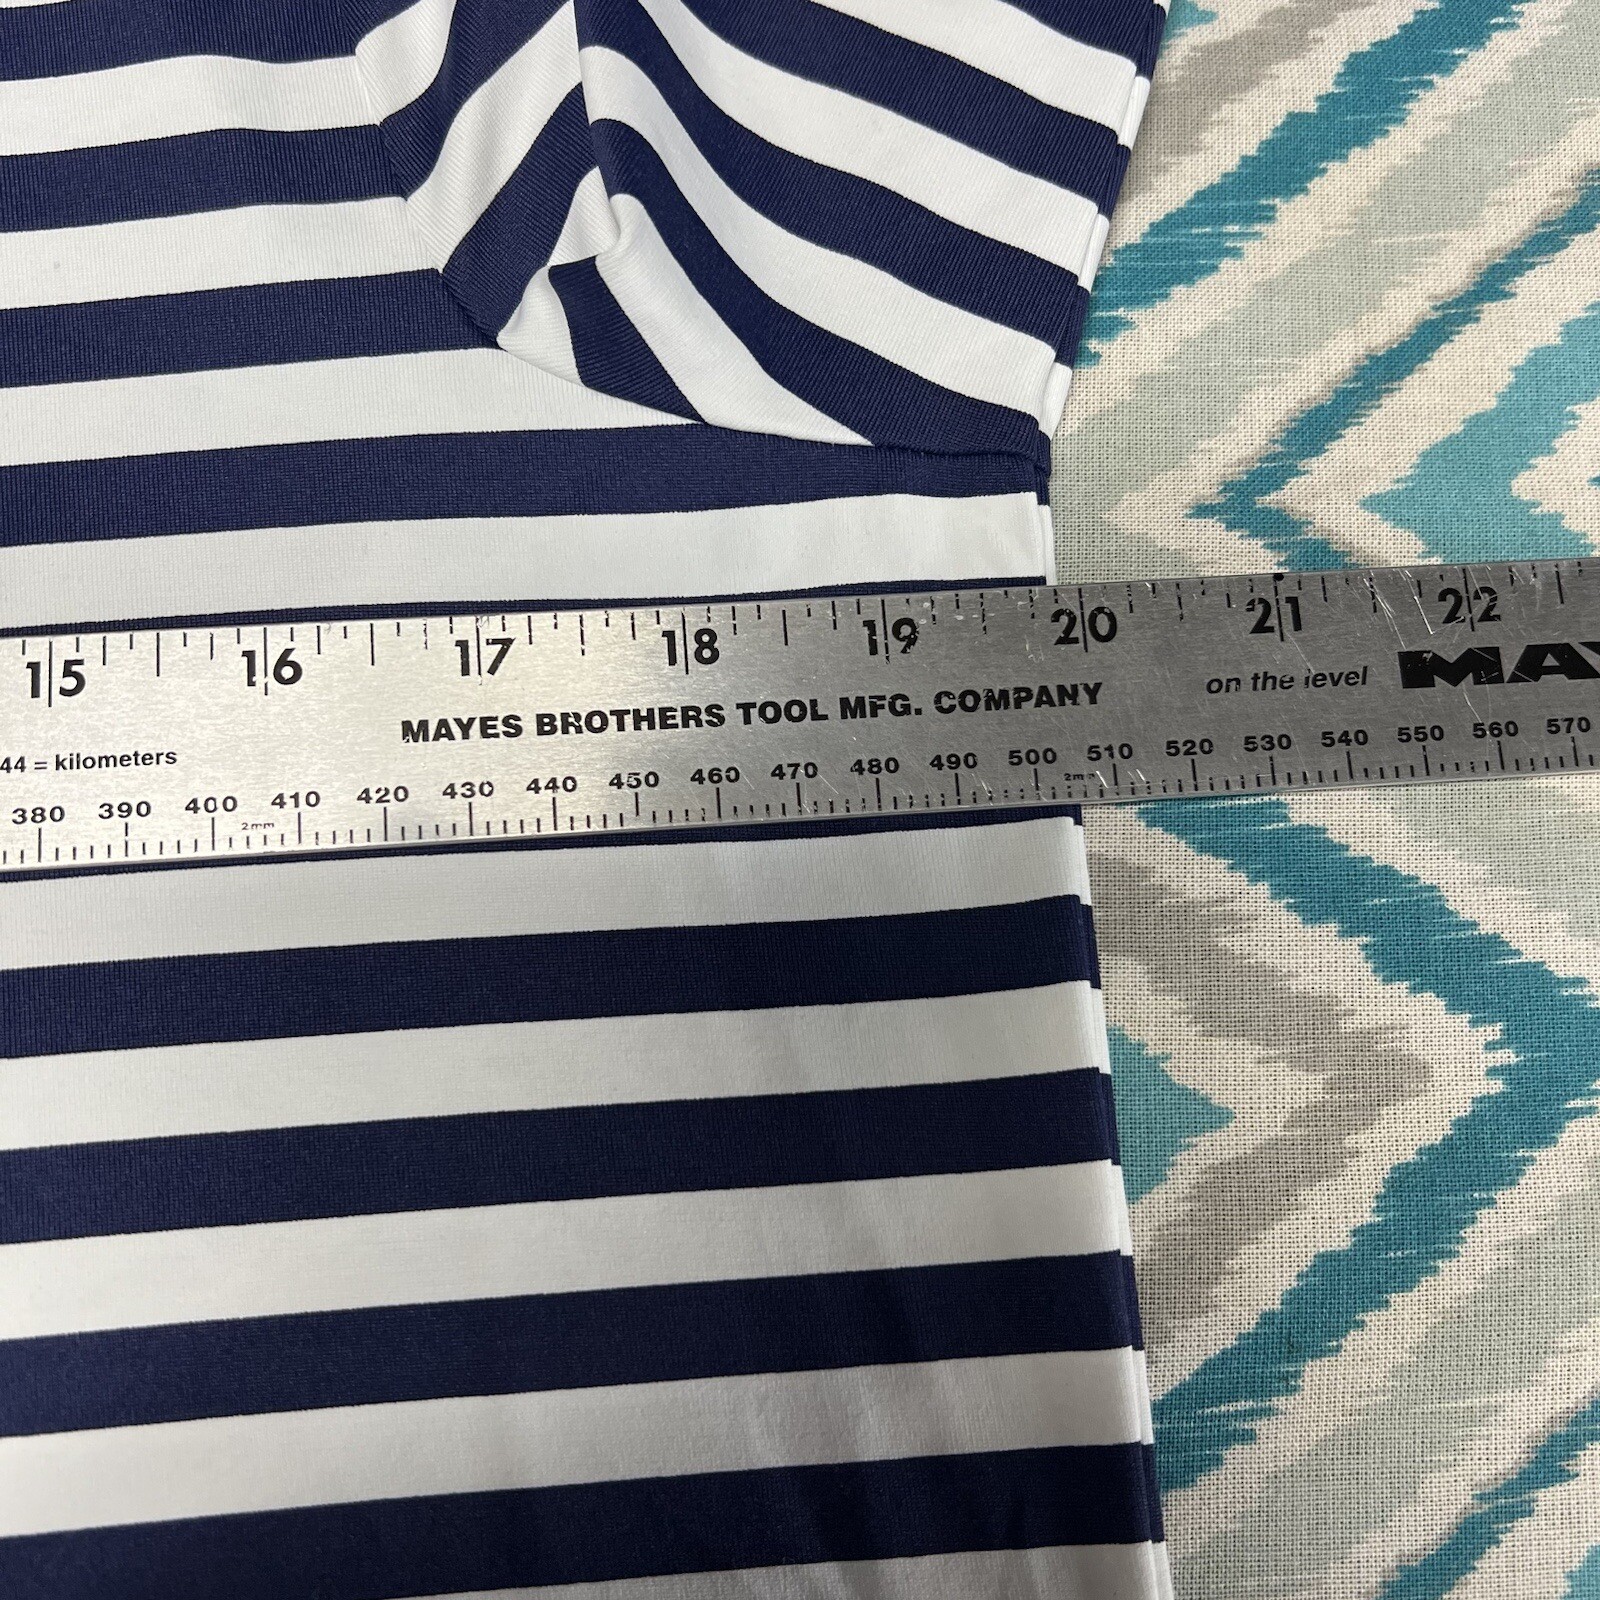 15 16 17 18 19 20 21 22
MAYES BROTHERS TOOL MFG. COMPANY on the level
44 = kilometers
380 390 400 410 420 430 440 450 460 470 480 490 500 510 520 530 540 550 560 570
2mm 2mm